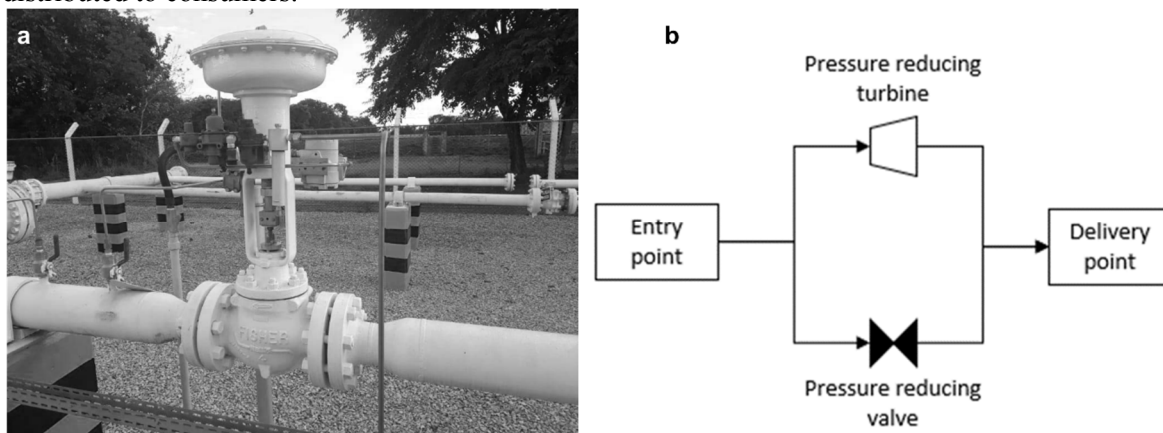 distributed to consumers.
a
FISHER
b
Pressure reducing
turbine
Entry
point
Delivery
point
Pressure reducing
valve